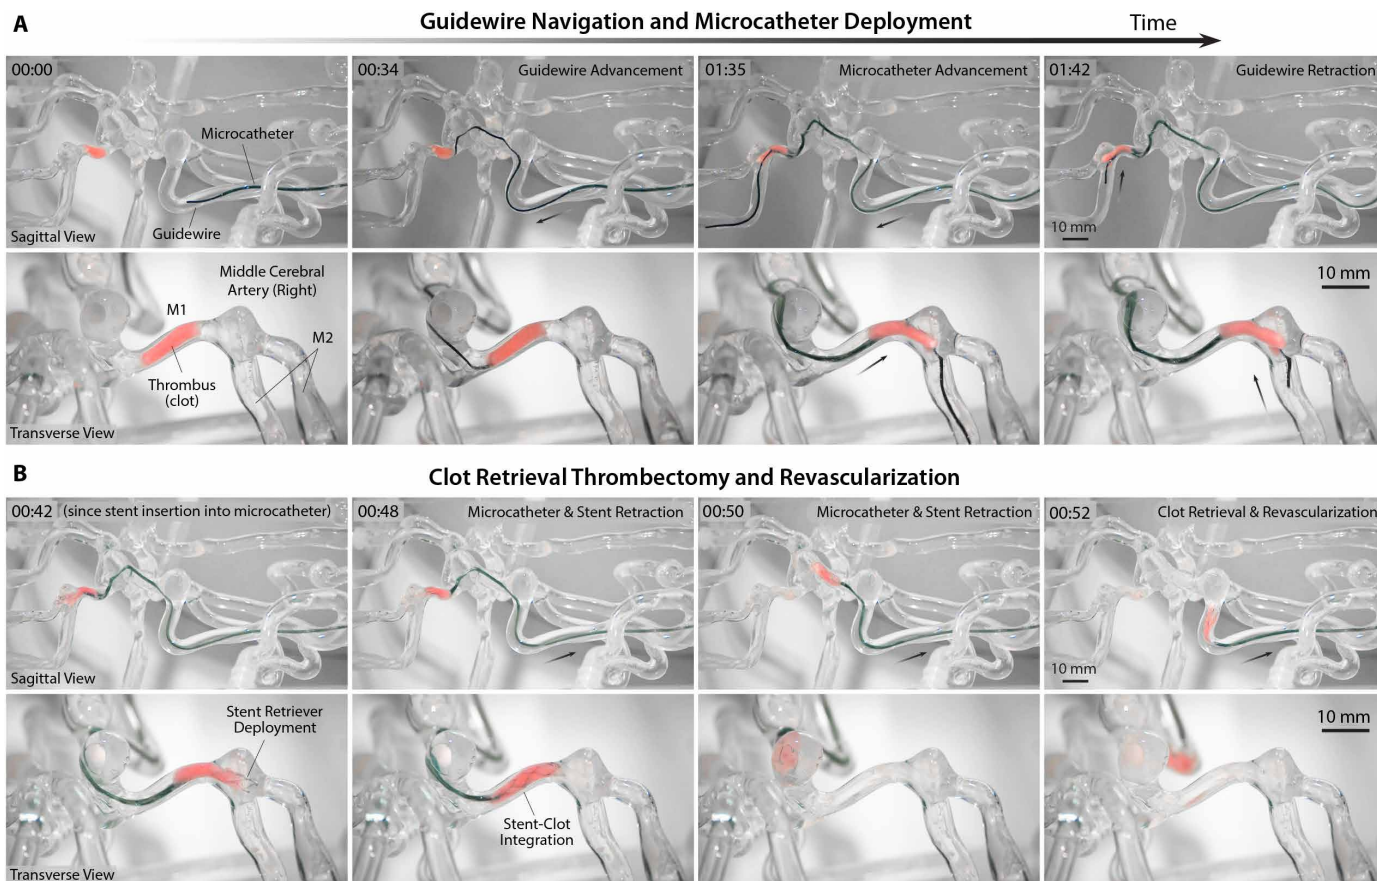 A
Guidewire Navigation and Microcatheter Deployment
Time
00:00
Microcatheter
Guidewire
Sagittal View
00:34
Guidewire Advancement
01:35
Microcatheter Advancement
01:42
Guidewire Retraction
10 mm
Middle Cerebral
Artery (Right)
M1
M2
Thrombus
(clot)
Transverse View
10 mm
B
Clot Retrieval Thrombectomy and Revascularization
00:42 (since stent insertion into microcatheter)
Sagittal View
00:48
Microcatheter & Stent Retraction
00:50
Microcatheter & Stent Retraction
00:52
Clot Retrieval & Revascularization
10 mm
Stent Retriever
Deployment
Transverse View
Stent-Clot
Integration
10 mm